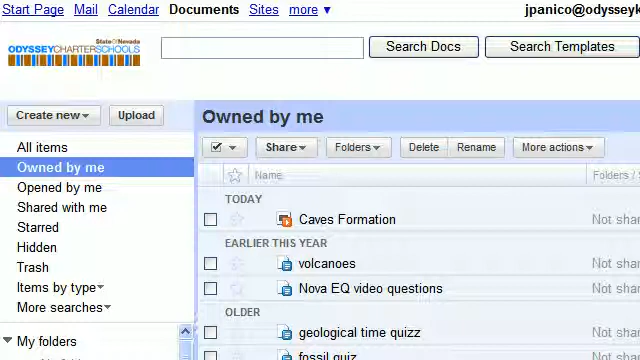 Start Page Mail Calendar Documents Sites more ▼ jpanico@odysseyk
State Of Nevada
ODYSSEYCHARTERSCHOOLS
Search Docs Search Templates
Create new Upload
Owned by me
All items
Owned by me
Opened by me
Shared with me
Starred
Hidden
Trash
Items by type
More searches
My folders
Share Folders Delete Rename More actions
Name Folders / S
TODAY
Caves Formation Not shar
EARLIER THIS YEAR
volcanoes Not shar
Nova EQ video questions Not shar
OLDER
geological time quizz Not shar
fossil quiz Not shar